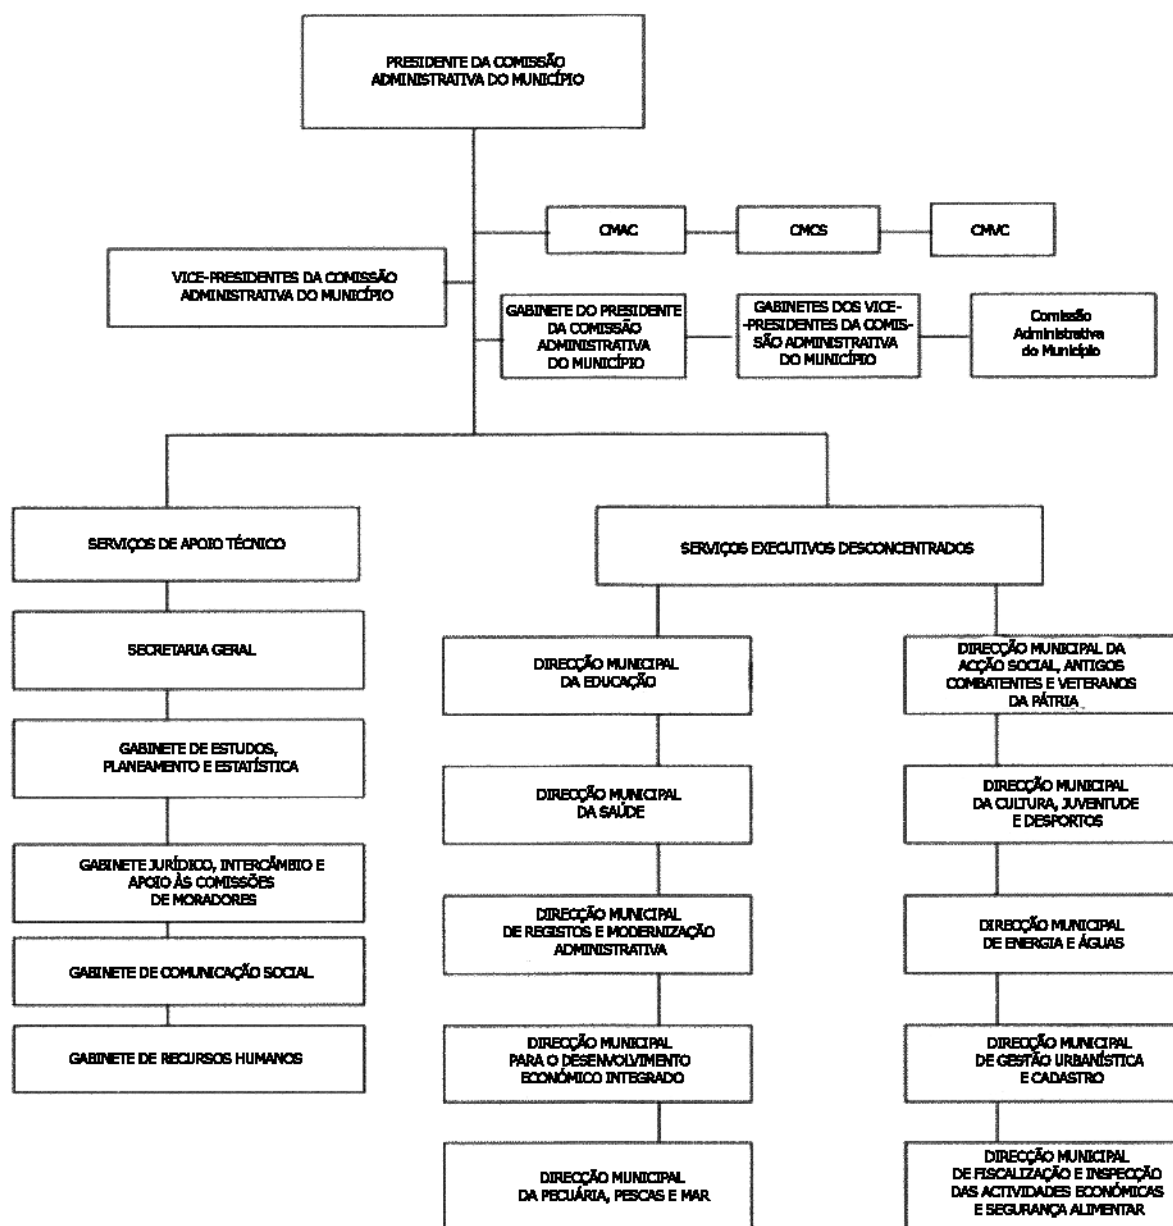 PRESIDENTE DA COMISSÃO
ADMINISTRATIVA DO MUNICÍPIO
CMAC
CMCS
CMVC
VICE-PRESIDENTES DA COMISSÃO
ADMINISTRATIVA DO MUNICÍPIO
GABINETE DO PRESIDENTE
DA COMISSÃO
ADMINISTRATIVA
DO MUNICÍPIO
GABINETES DOS VICE-
-PRESIDENTES DA COMIS-
SÃO ADMINISTRATIVA
DO MUNICÍPIO
Comissão
Administrativa
do Município
SERVIÇOS DE APOIO TÉCNICO
SECRETARIA GERAL
GABINETE DE ESTUDOS,
PLANEAMENTO E ESTATÍSTICA
GABINETE JURÍDICO, INTERCÂMBIO E
APOIO ÀS COMISSÕES
DE MORADORES
GABINETE DE COMUNICAÇÃO SOCIAL
GABINETE DE RECURSOS HUMANOS
SERVIÇOS EXECUTIVOS DESCONCENTRADOS
DIRECÇÃO MUNICIPAL
DA EDUCAÇÃO
DIRECÇÃO MUNICIPAL
DA SAÚDE
DIRECÇÃO MUNICIPAL
DE REGISTOS E MODERNIZAÇÃO
ADMINISTRATIVA
DIRECÇÃO MUNICIPAL
PARA O DESENVOLVIMENTO
ECONÓMICO INTEGRADO
DIRECÇÃO MUNICIPAL
DA PECUÁRIA, PESCAS E MAR
DIRECÇÃO MUNICIPAL DA
ACÇÃO SOCIAL, ANTIGOS
COMBATENTES E VETERANOS
DA PÁTRIA
DIRECÇÃO MUNICIPAL
DA CULTURA, JUVENTUDE
E DESPORTOS
DIRECÇÃO MUNICIPAL
DE ENERGIA E ÁGUAS
DIRECÇÃO MUNICIPAL
DE GESTÃO URBANÍSTICA
E CADASTRO
DIRECÇÃO MUNICIPAL
DE FISCALIZAÇÃO E INSPECÇÃO
DAS ACTIVIDADES ECONÓMICAS
E SEGURANÇA ALIMENTAR